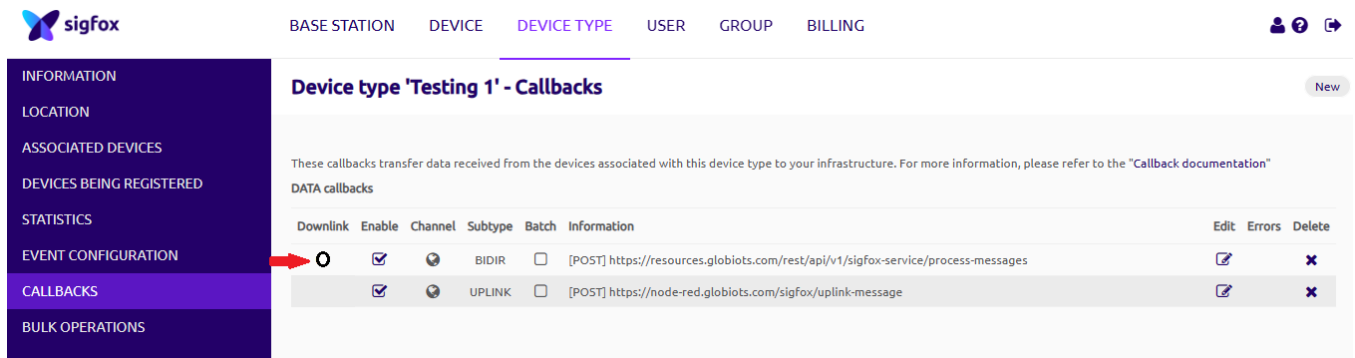 sigfox
BASE STATION DEVICE DEVICE TYPE USER GROUP BILLING
INFORMATION
LOCATION
ASSOCIATED DEVICES
DEVICES BEING REGISTERED
STATISTICS
EVENT CONFIGURATION
CALLBACKS
BULK OPERATIONS
Device type 'Testing 1' - Callbacks
New
These callbacks transfer data received from the devices associated with this device type to your infrastructure. For more information, please refer to the "Callback documentation"
DATA callbacks
Downlink Enable Channel Subtype Batch Information Edit Errors Delete
BIDIR [POST] https://resources.globiots.com/rest/api/v1/sigfox-service/process-messages
UPLINK [POST] https://node-red.globiots.com/sigfox/uplink-message